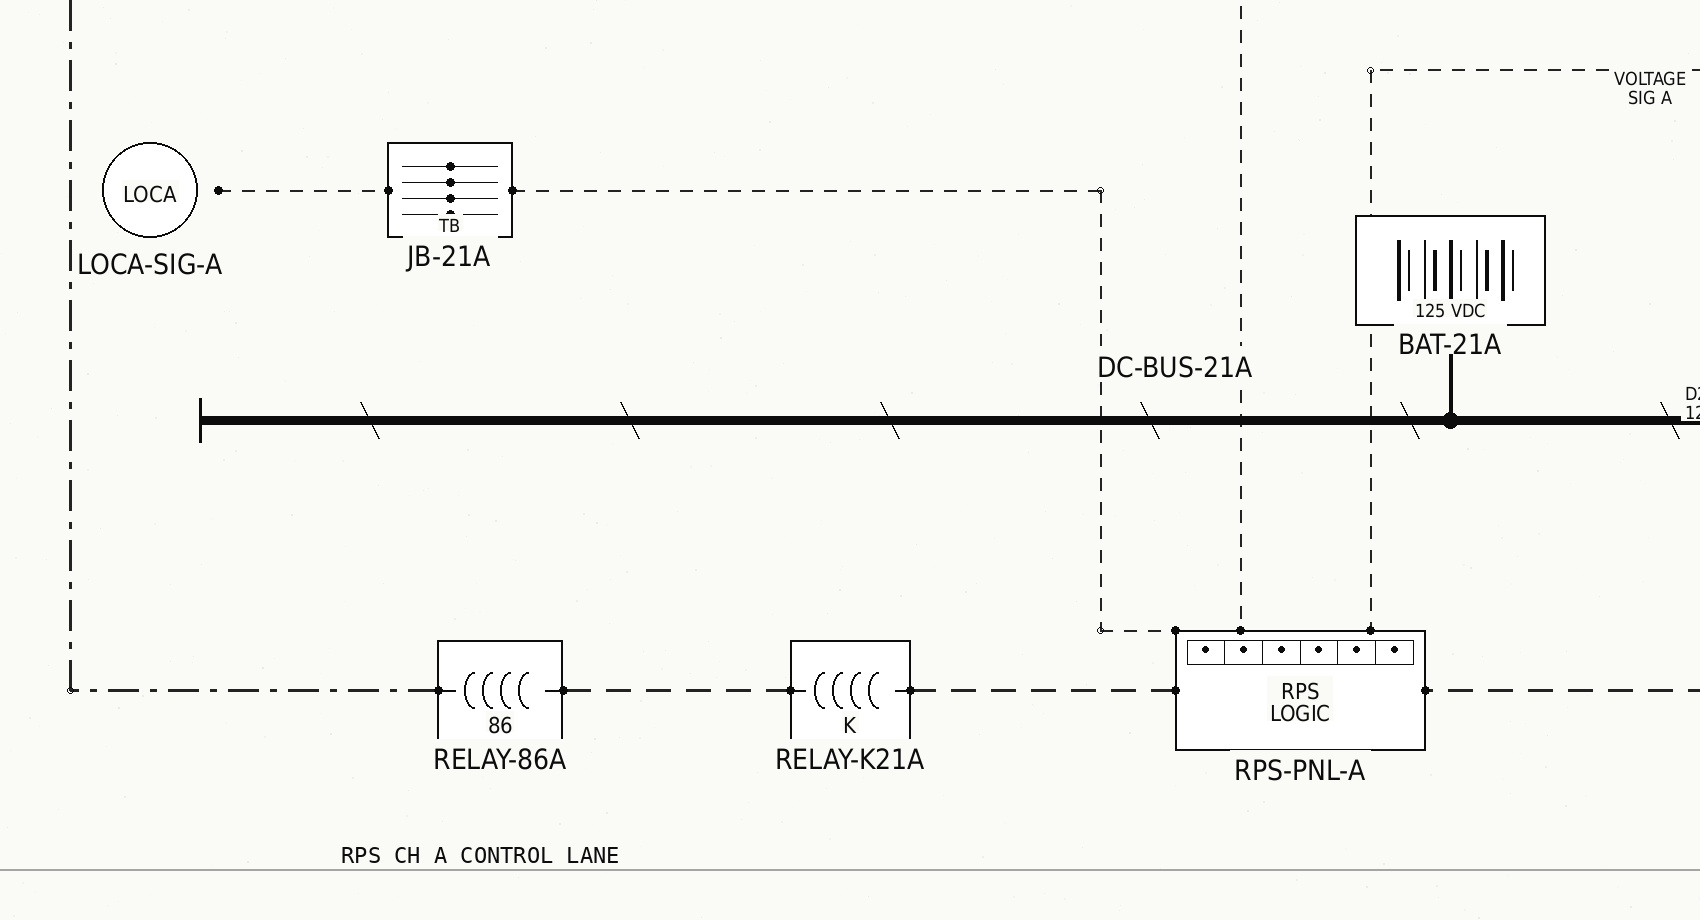 VOLTAGE
SIG A
LOCA
LOCA-SIG-A
TB
JB-21A
125 VDC
BAT-21A
DC-BUS-21A
86
RELAY-86A
K
RELAY-K21A
RPS
LOGIC
RPS-PNL-A
RPS CH A CONTROL LANE